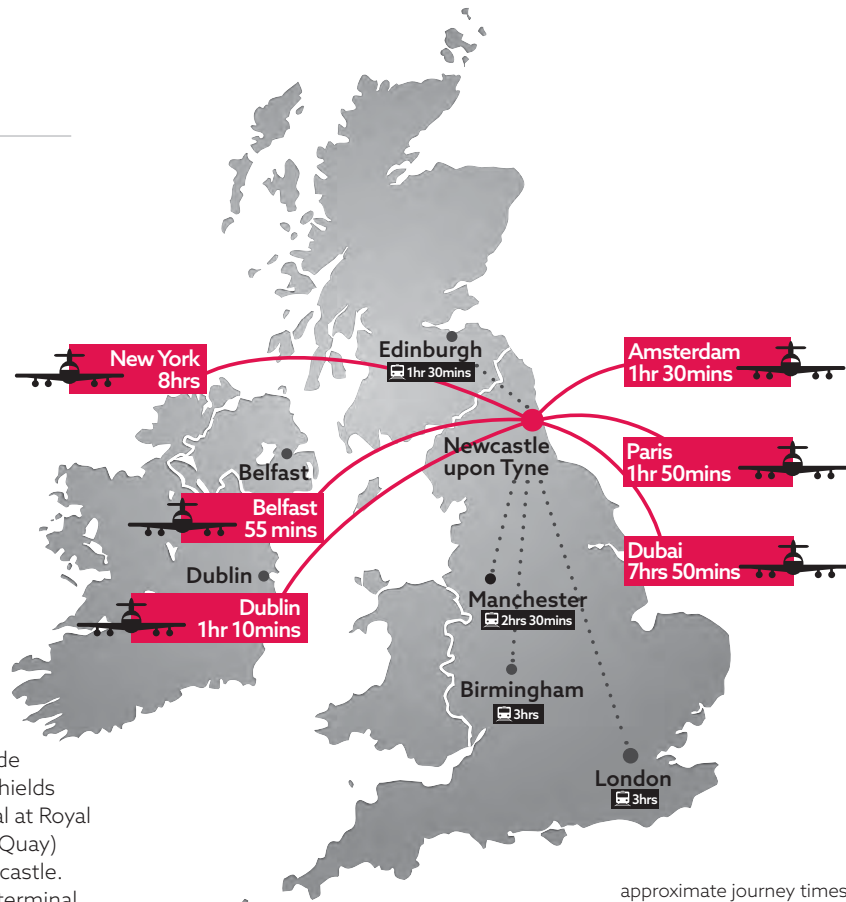 New York
8hrs
Edinburgh
1hr 30mins
Amsterdam
1hr 30mins
Newcastle
upon Tyne
Paris
1hr 50mins
Belfast
Belfast
55 mins
Dubai
7hrs 50mins
Dublin
Dublin
1hr 10mins
Manchester
2hrs 30mins
Birmingham
3hrs
London
3hrs
de
hields
al at Royal
Quay)
castle.
terminal
approximate journey times